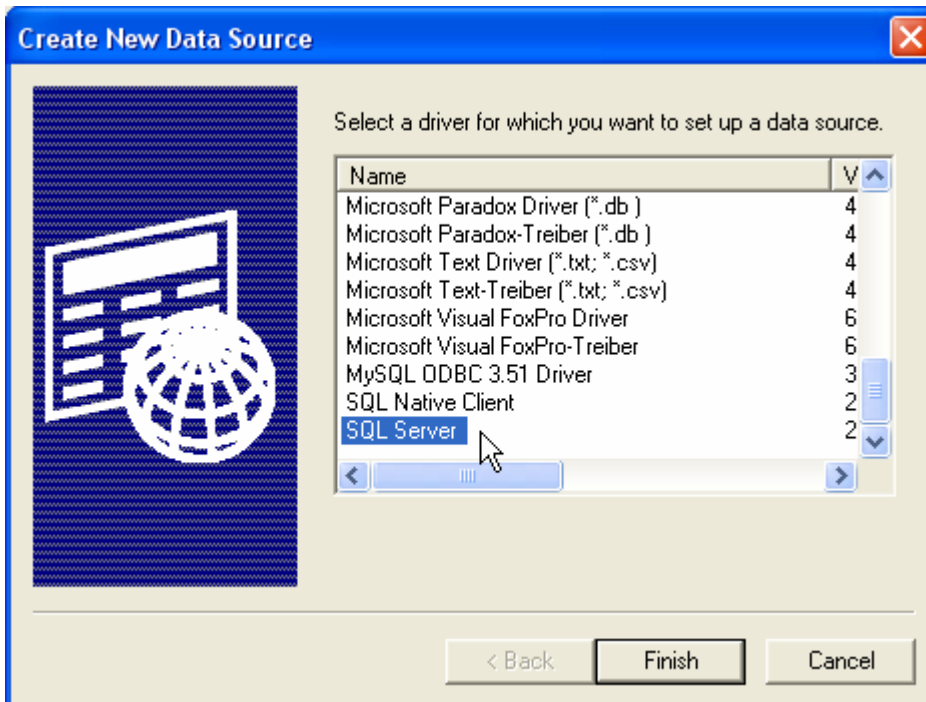 Create New Data Source
Select a driver for which you want to set up a data source.
Name V
Microsoft Paradox Driver (*.db ) 4
Microsoft Paradox-Treiber (*.db ) 4
Microsoft Text Driver (*.txt; *.csv) 4
Microsoft Text-Treiber (*.txt; *.csv) 4
Microsoft Visual FoxPro Driver 6
Microsoft Visual FoxPro-Treiber 6
MySQL ODBC 3.51 Driver 3
SQL Native Client 2
SQL Server 2
< Back Finish Cancel